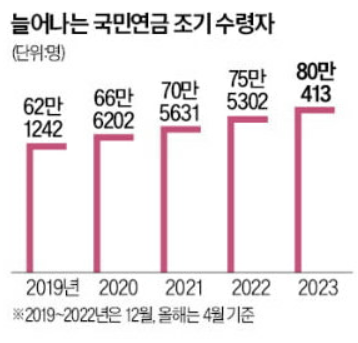 늘어나는 국민연금 조기 수령자
(단위:명)
62만
1242
66만
6202
70만
5631
75만
5302
80만
413
2019년 2020 2021 2022 2023
※2019~2022년은 12월, 올해는 4월 기준